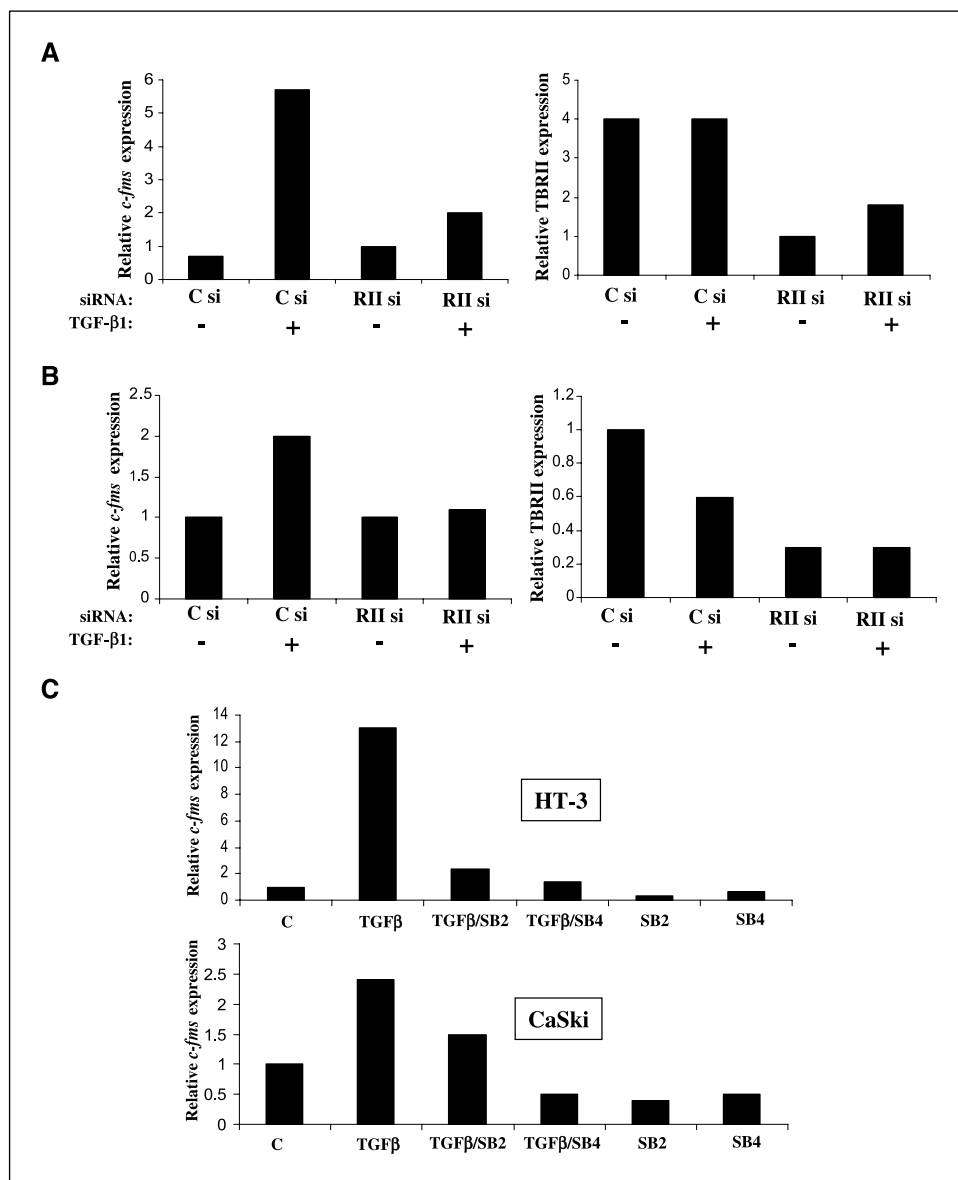 A
Relative c-fms expression
6
5
4
3
2
1
0
siRNA: C si C si RII si RII si
TGF-β1: - + - +
Relative TBRII expression
5
4
3
2
1
0
C si C si RII si RII si
- + - +
B
Relative c-fms expression
2.5
2
1.5
1
0.5
0
siRNA: C si C si RII si RII si
TGF-β1: - + - +
Relative TBRII expression
1.2
1
0.8
0.6
0.4
0.2
0
C si C si RII si RII si
- + - +
C
Relative c-fms expression
14
12
10
8
6
4
2
0
HT-3
C TGFβ TGFβ/SB2 TGFβ/SB4 SB2 SB4
Relative c-fms expression
3
2.5
2
1.5
1
0.5
0
CaSki
C TGFβ TGFβ/SB2 TGFβ/SB4 SB2 SB4